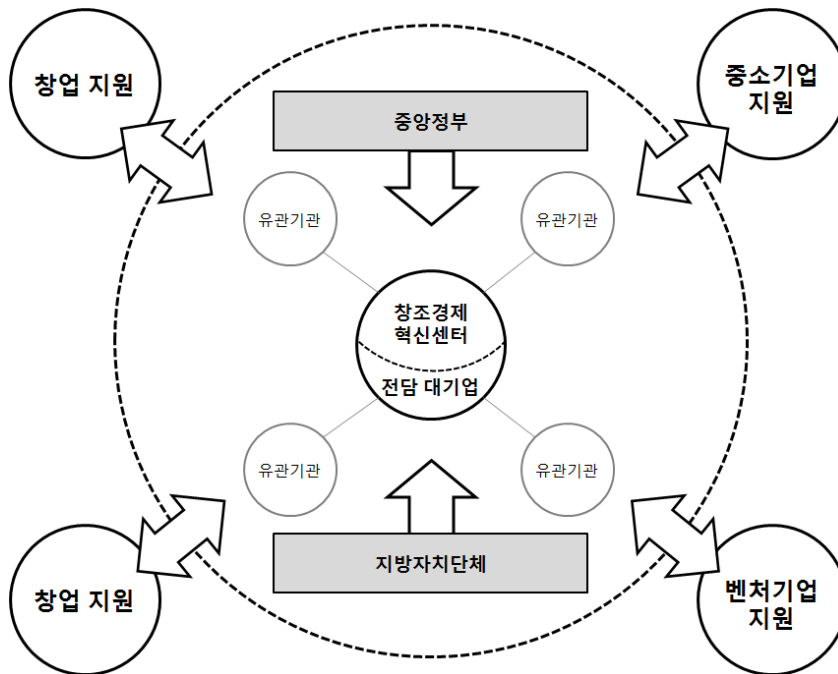 창업 지원
중소기업
지원
중앙정부
유관기관
유관기관
창조경제
혁신센터
전담 대기업
유관기관
유관기관
지방자치단체
창업 지원
벤처기업
지원